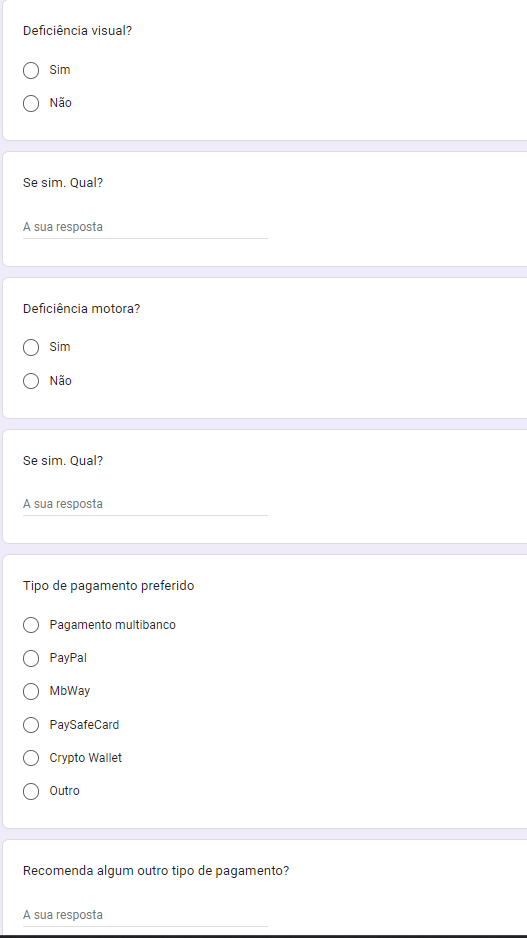 Deficiência visual?
Sim
Não
Se sim. Qual?
A sua resposta
Deficiência motora?
Sim
Não
Se sim. Qual?
A sua resposta
Tipo de pagamento preferido
Pagamento multibanco
PayPal
MbWay
PaySafeCard
Crypto Wallet
Outro
Recomenda algum outro tipo de pagamento?
A sua resposta